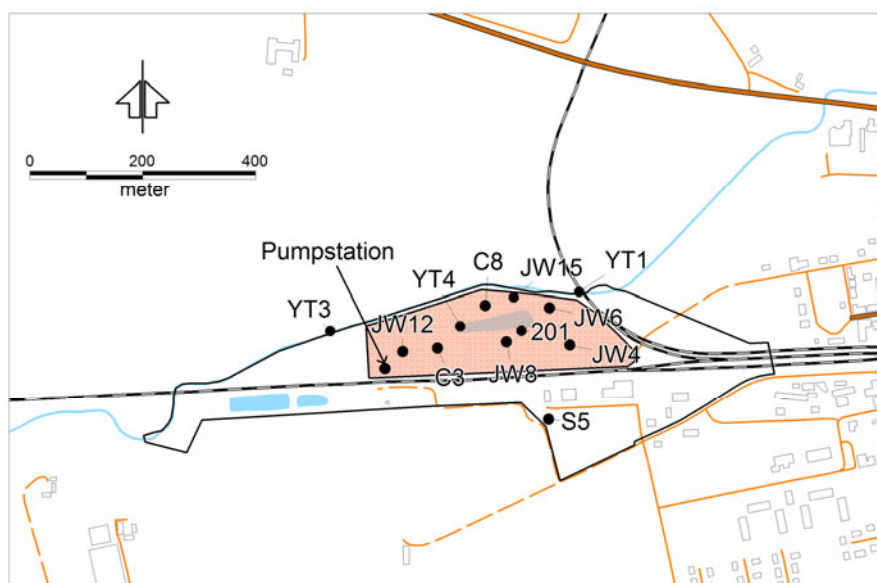 0 200 400
meter
Pumpstation
C8
YT4
JW15
YT1
YT3
JW12
JW6
201
JW4
C3
JW8
S5